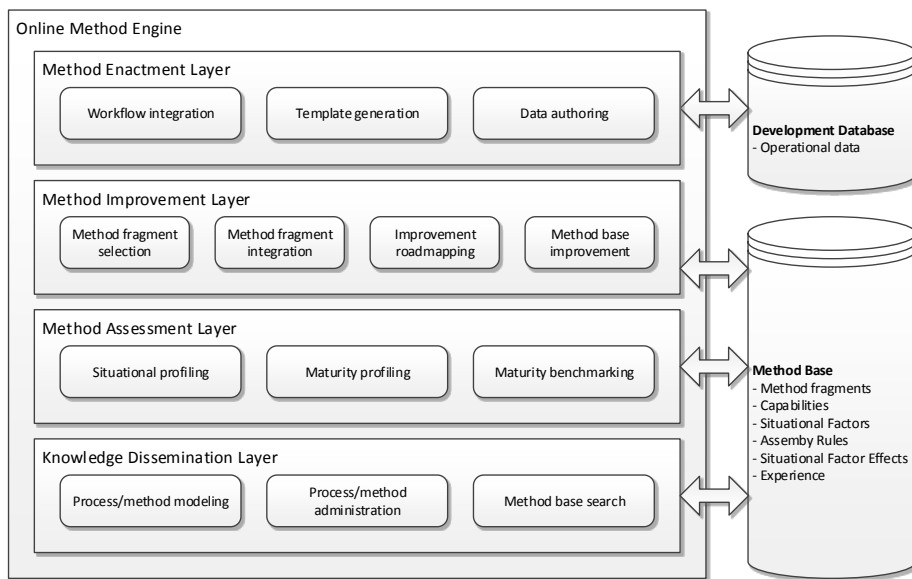 Online Method Engine
Method Enactment Layer
Workflow integration
Template generation
Data authoring
Method Improvement Layer
Method fragment
selection
Method fragment
integration
Improvement
roadmapping
Method base
improvement
Method Assessment Layer
Situational profiling
Maturity profiling
Maturity benchmarking
Knowledge Dissemination Layer
Process/method modeling
Process/method
administration
Method base search
Development Database
- Operational data
Method Base
- Method fragments
- Capabilities
- Situational Factors
- Assemby Rules
- Situational Factor Effects
- Experience